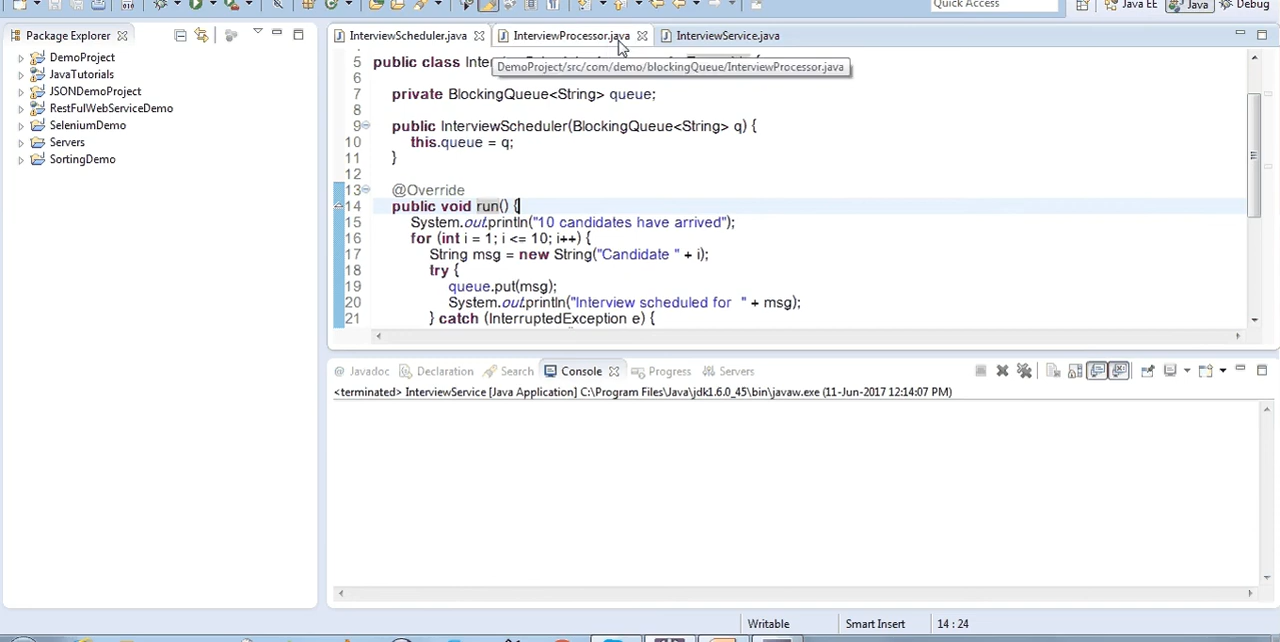 Quick Access
Java EE
Java
Debug
Package Explorer
InterviewScheduler.java
InterviewProcessor.java
InterviewService.java
DemoProject
JavaTutorials
JSONDemoProject
RestFulWebServiceDemo
SeleniumDemo
Servers
SortingDemo
5 public class
DemoProject/src/com/demo/blockingQueue/InterviewProcessor.java
6
7 private BlockingQueue<String> queue;
8
9 public InterviewScheduler(BlockingQueue<String> q) {
10 this.queue = q;
11 }
12
13 @Override
14 public void run() {
15 System.out.println("10 candidates have arrived");
16 for (int i = 1; i <= 10; i++) {
17 String msg = new String("Candidate " + i);
18 try {
19 queue.put(msg);
20 System.out.println("Interview scheduled for  " + msg);
21 } catch (InterruptedException e) {
@ Javadoc
Declaration
Search
Console
Progress
Servers
<terminated> InterviewService [Java Application] C:\Program Files\Java\jdk1.6.0_45\bin\javaw.exe (11-Jun-2017 12:14:07 PM)
Writable
Smart Insert
14 : 24